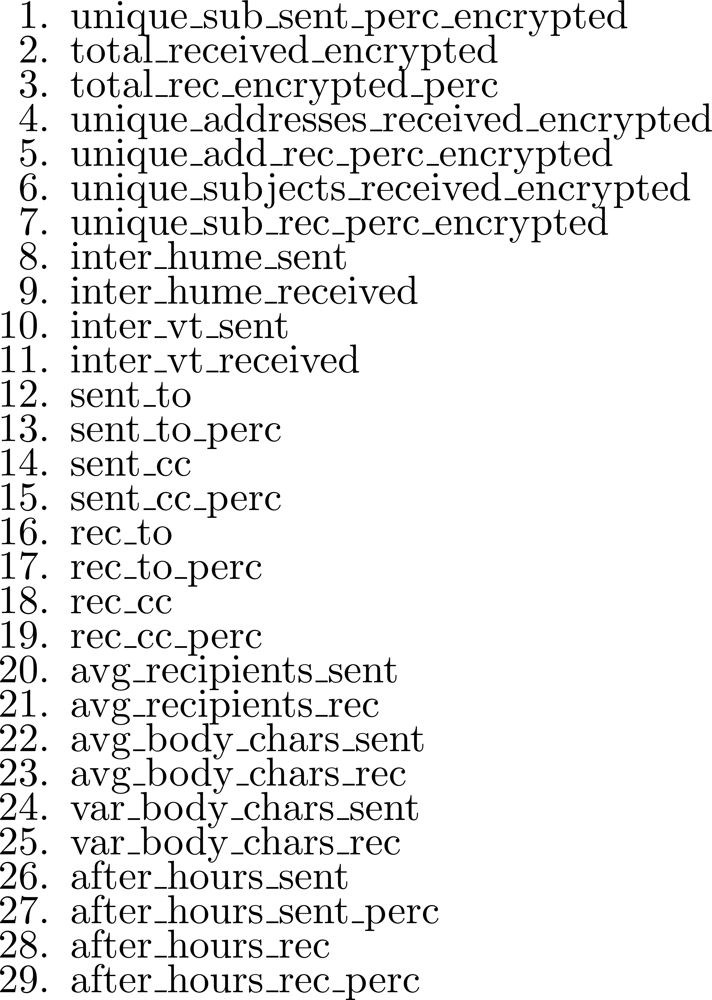 1. unique_sub_sent_perc_encrypted
2. total_received_encrypted
3. total_rec_encrypted_perc
4. unique_addresses_received_encrypted
5. unique_add_rec_perc_encrypted
6. unique_subjects_received_encrypted
7. unique_sub_rec_perc_encrypted
8. inter_hume_sent
9. inter_hume_received
10. inter_vt_sent
11. inter_vt_received
12. sent_to
13. sent_to_perc
14. sent_cc
15. sent_cc_perc
16. rec_to
17. rec_to_perc
18. rec_cc
19. rec_cc_perc
20. avg_recipients_sent
21. avg_recipients_rec
22. avg_body_chars_sent
23. avg_body_chars_rec
24. var_body_chars_sent
25. var_body_chars_rec
26. after_hours_sent
27. after_hours_sent_perc
28. after_hours_rec
29. after_hours_rec_perc